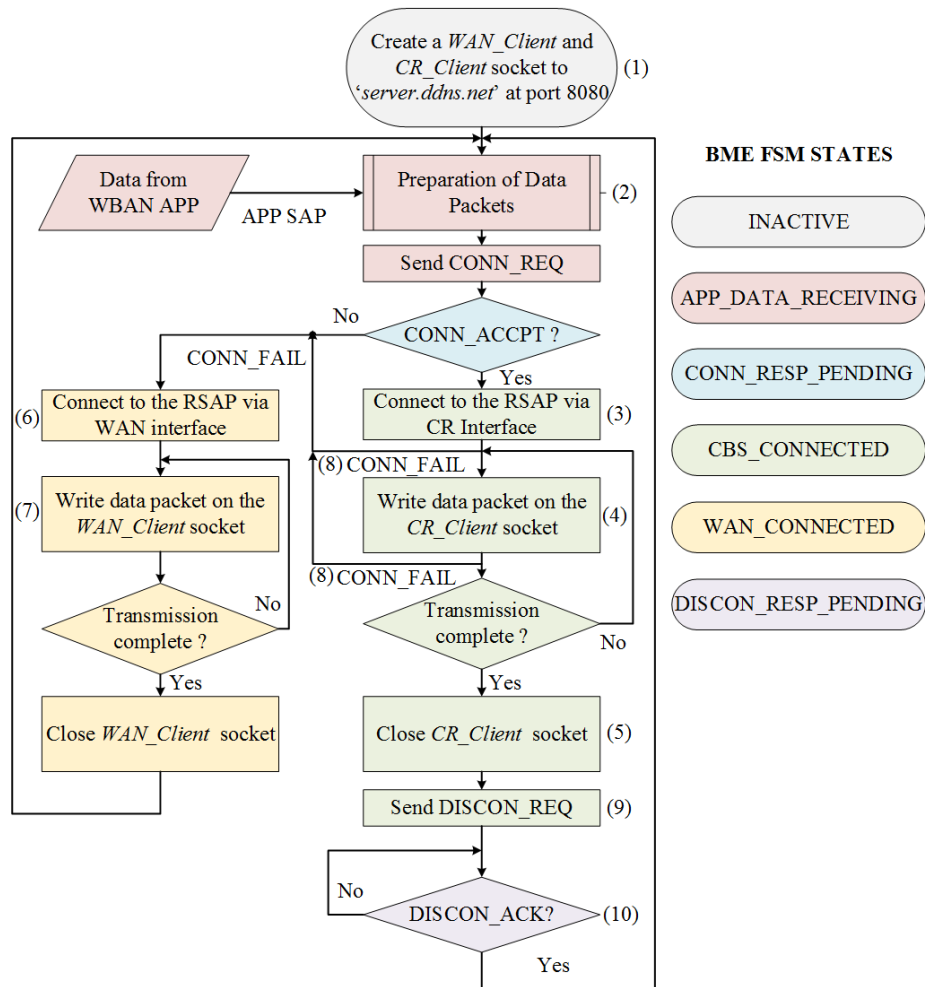 Create a WAN_Client and
CR_Client socket to
‘server.ddns.net’ at port 8080
(1)
Data from
WBAN APP
APP SAP
Preparation of Data
Packets
(2)
Send CONN_REQ
CONN_ACCPT ?
No
CONN_FAIL
Yes
(6)
Connect to the RSAP via
WAN interface
Connect to the RSAP via
CR Interface
(3)
(8) CONN_FAIL
(7)
Write data packet on the
WAN_Client socket
Write data packet on the
CR_Client socket
(4)
(8) CONN_FAIL
Transmission
complete ?
No
Yes
Transmission
complete ?
No
Yes
Close WAN_Client socket
Close CR_Client socket
(5)
Send DISCON_REQ
(9)
No
DISCON_ACK?
(10)
Yes
BME FSM STATES
INACTIVE
APP_DATA_RECEIVING
CONN_RESP_PENDING
CBS_CONNECTED
WAN_CONNECTED
DISCON_RESP_PENDING